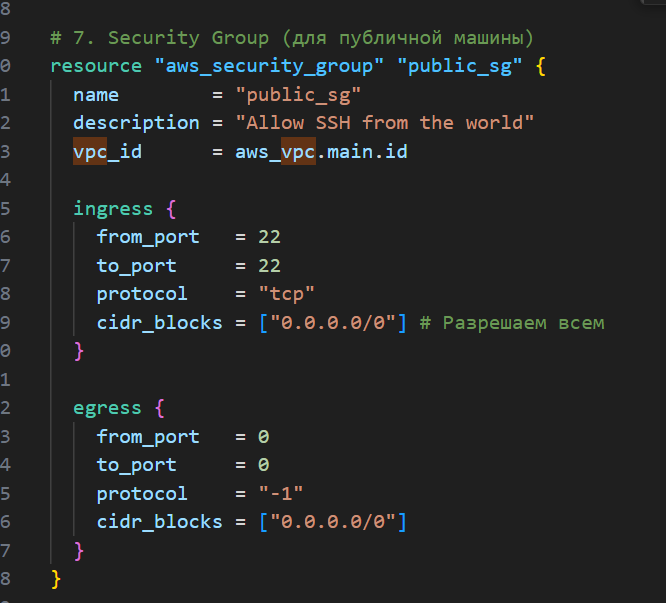 8
9 # 7. Security Group (для публичной машины)
0 resource "aws_security_group" "public_sg" {
1 name = "public_sg"
2 description = "Allow SSH from the world"
3 vpc_id = aws_vpc.main.id
4
5 ingress {
6 from_port = 22
7 to_port = 22
8 protocol = "tcp"
9 cidr_blocks = ["0.0.0.0/0"] # Разрешаем всем
0 }
1
2 egress {
3 from_port = 0
4 to_port = 0
5 protocol = "-1"
6 cidr_blocks = ["0.0.0.0/0"]
7 }
8 }